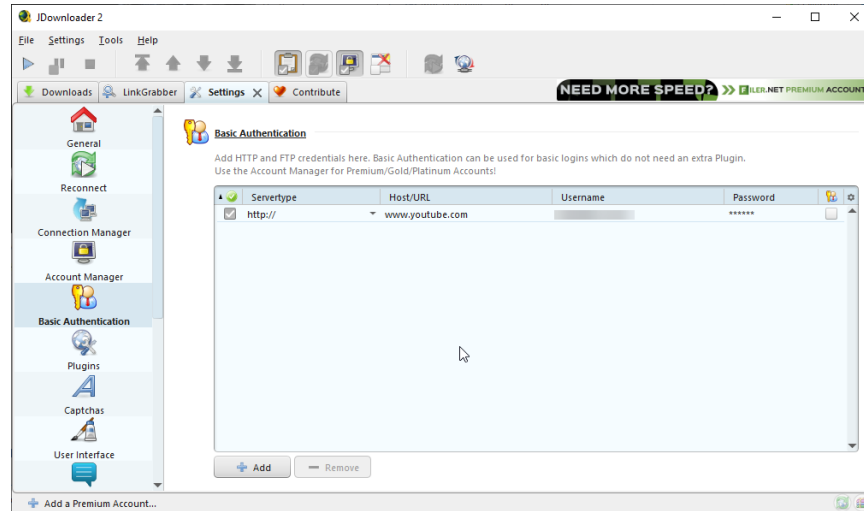 JDownloader 2
File Settings Tools Help
Downloads LinkGrabber Settings Contribute
NEED MORE SPEED? FILER.NET PREMIUM ACCOUNT
General
Reconnect
Connection Manager
Account Manager
Basic Authentication
Plugins
Captchas
User Interface
Basic Authentication
Add HTTP and FTP credentials here. Basic Authentication can be used for basic logins which do not need an extra Plugin.
Use the Account Manager for Premium/Gold/Platinum Accounts!
Servertype Host/URL Username Password
http:// www.youtube.com ******
Add Remove
Add a Premium Account...